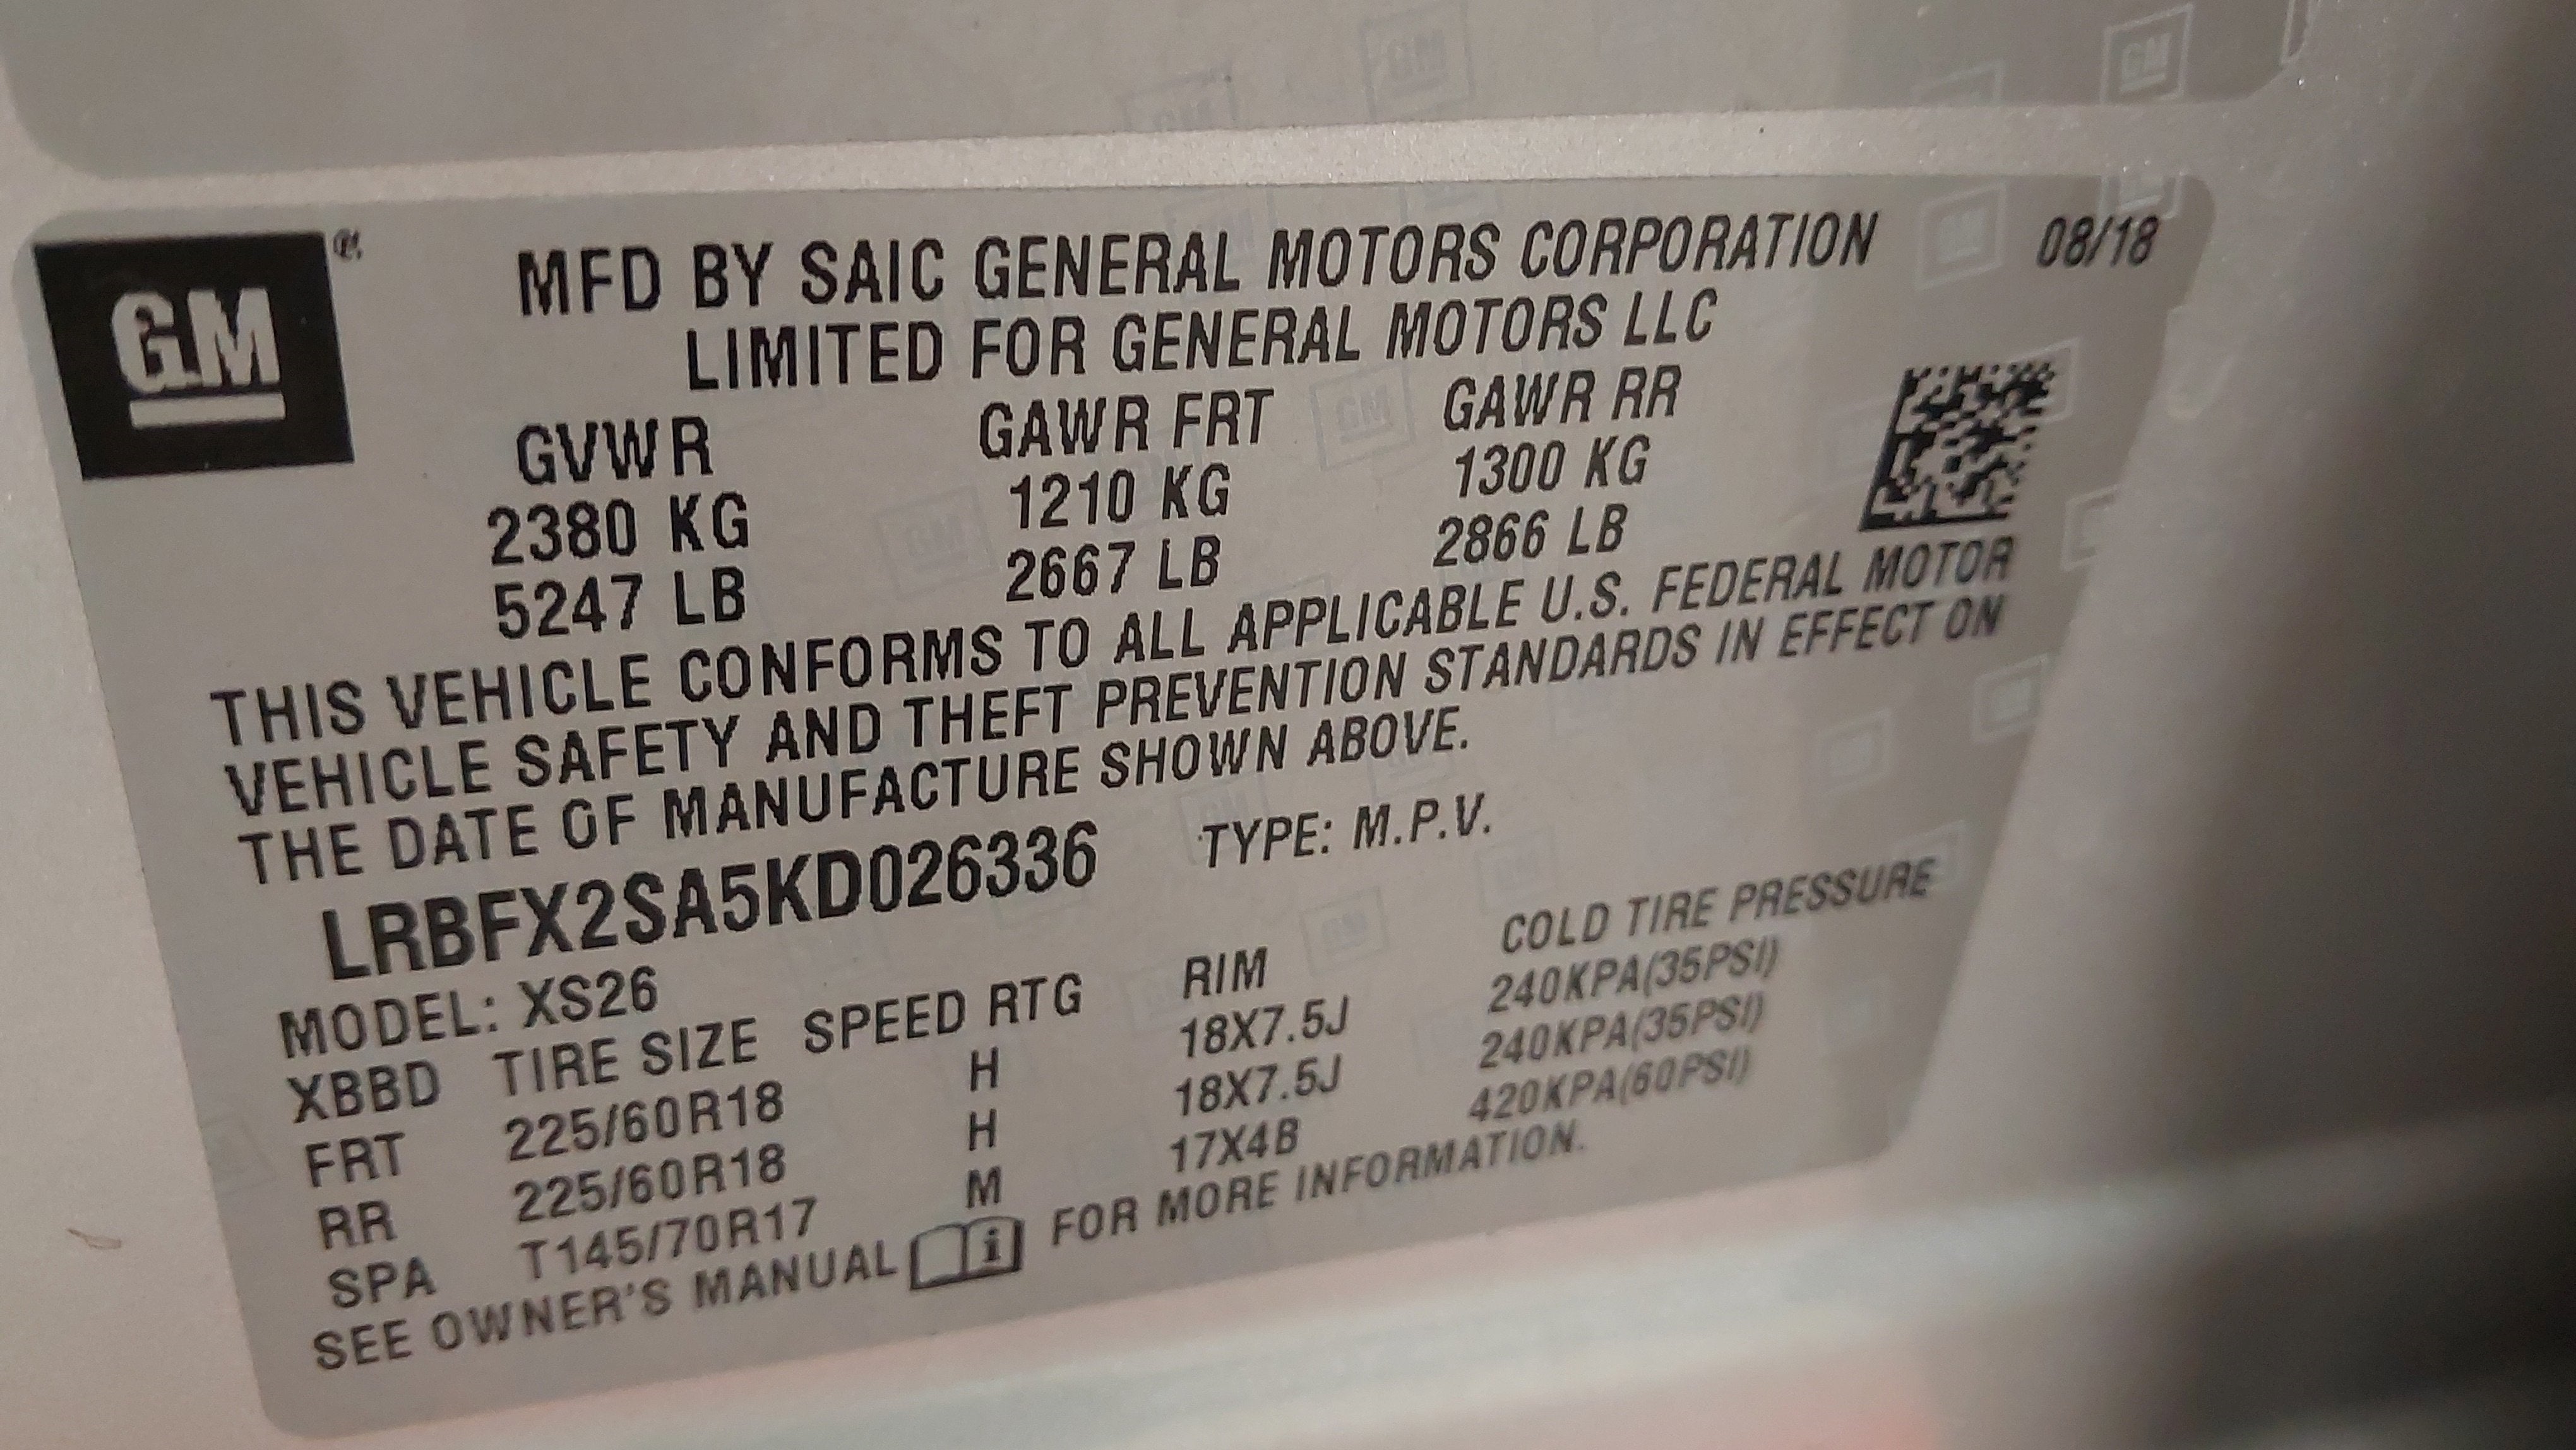 GM
MFD BY SAIC GENERAL MOTORS CORPORATION 08/18
LIMITED FOR GENERAL MOTORS LLC
GVWR GAWR FRT GAWR RR
2380 KG 1210 KG 1300 KG
5247 LB 2667 LB 2866 LB
THIS VEHICLE CONFORMS TO ALL APPLICABLE U.S. FEDERAL MOTOR
VEHICLE SAFETY AND THEFT PREVENTION STANDARDS IN EFFECT ON
THE DATE OF MANUFACTURE SHOWN ABOVE.
LRBFX2SA5KD026336 TYPE: M.P.V.
MODEL: XS26
XBBD TIRE SIZE SPEED RTG RIM COLD TIRE PRESSURE
FRT 225/60R18 H 18X7.5J 240KPA(35PSI)
RR 225/60R18 H 18X7.5J 240KPA(35PSI)
SPA T145/70R17 M 17X4B 420KPA(60PSI)
SEE OWNER'S MANUAL i FOR MORE INFORMATION.